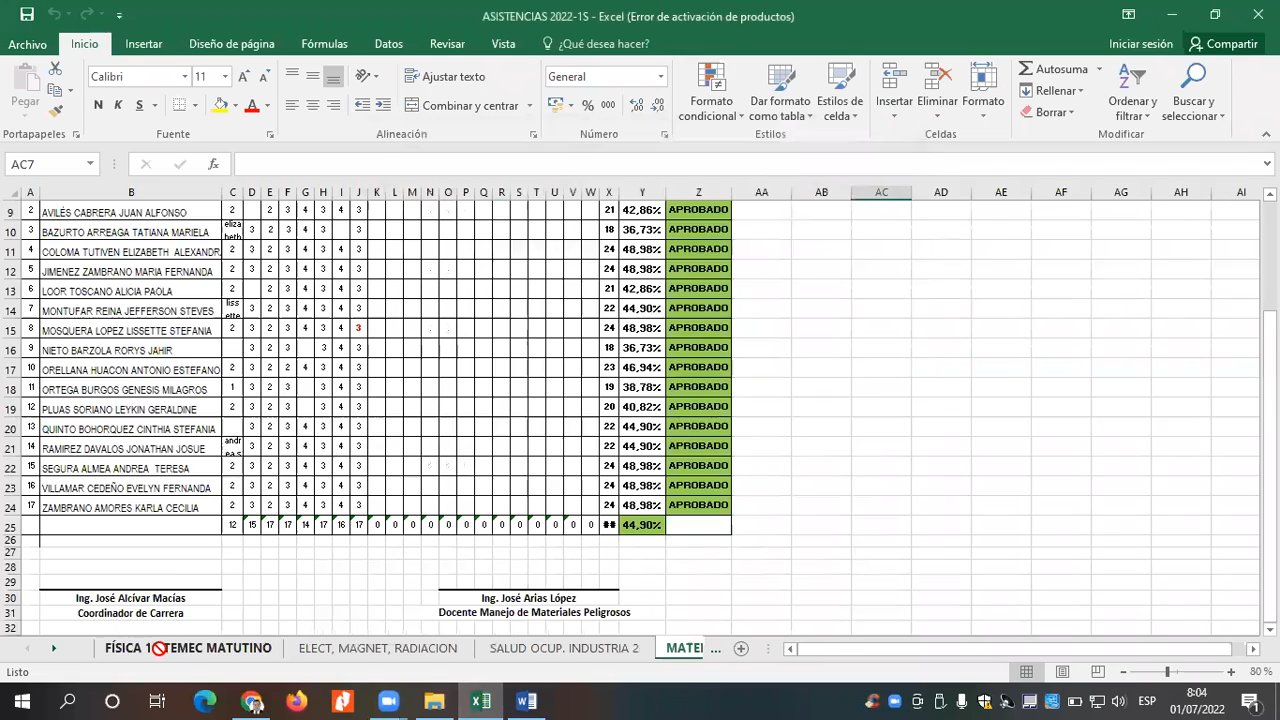 ASISTENCIAS 2022-1S - Excel (Error de activación de productos)
Archivo Inicio Insertar Diseño de página Fórmulas Datos Revisar Vista ¿Qué desea hacer? Iniciar sesión Compartir
Pegar Calibri 11 Ajustar texto General Formato condicional Dar formato como tabla Estilos de celda Insertar Eliminar Formato Autosuma Rellenar Borrar Ordenar y filtrar Buscar y seleccionar
N K S Combinar y centrar % 000
Portapapeles Fuente Alineación Número Estilos Celdas Modificar
AC7 fx
A B C D E F G H I J K L M N O P Q R S T U V W X Y Z AA AB AC AD AE AF AG AH AI
9 2 AVILÉS CABRERA JUAN ALFONSO 2 2 3 4 3 4 3 21 42,86% APROBADO
10 3 BAZURTO ARREAGA TATIANA MARIELA eliza beth 3 2 3 4 3 3 18 36,73% APROBADO
11 4 COLOMA TUTIVEN ELIZABETH ALEXANDR 2 3 2 3 4 3 4 3 24 48,98% APROBADO
12 5 JIMENEZ ZAMBRANO MARIA FERNANDA 2 3 2 3 4 3 4 3 24 48,98% APROBADO
13 6 LOOR TOSCANO ALICIA PAOLA 2 2 3 4 3 4 3 21 42,86% APROBADO
14 7 MONTUFAR REINA JEFFERSON STEVES liss ette 3 2 3 4 3 4 3 22 44,90% APROBADO
15 8 MOSQUERA LOPEZ LISSETTE STEFANIA 2 3 2 3 4 3 4 3 24 48,98% APROBADO
16 9 NIETO BARZOLA RORYS JAHIR 3 2 3 3 4 3 18 36,73% APROBADO
17 10 ORELLANA HUACON ANTONIO ESTEFANO 2 3 2 2 4 3 4 3 23 46,94% APROBADO
18 11 ORTEGA BURGOS GENESIS MILAGROS 1 3 2 3 3 4 3 19 38,78% APROBADO
19 12 PLUAS SORIANO LEYKIN GERALDINE 2 3 2 3 3 4 3 20 40,82% APROBADO
20 13 QUINTO BOHORQUEZ CINTHIA STEFANIA 3 2 3 4 3 4 3 22 44,90% APROBADO
21 14 RAMIREZ DAVALOS JONATHAN JOSUE andr ea s 3 2 3 4 3 4 3 22 44,90% APROBADO
22 15 SEGURA ALMEA ANDREA TERESA 2 3 2 3 4 3 4 3 24 48,98% APROBADO
23 16 VILLAMAR CEDEÑO EVELYN FERNANDA 2 3 2 3 4 3 4 3 24 48,98% APROBADO
24 17 ZAMBRANO AMORES KARLA CECILIA 2 3 2 3 4 3 4 3 24 48,98% APROBADO
25 12 15 17 17 14 17 16 17 0 0 0 0 0 0 0 0 0 0 0 0 0 ## 44,90%
26
27
28
29
30 Ing. José Alcívar Macías Ing. José Arias López
31 Coordinador de Carrera Docente Manejo de Materiales Peligrosos
32
FÍSICA 1 TEMEC MATUTINO ELECT, MAGNET, RADIACION SALUD OCUP. INDUSTRIA 2 MATEI ...
Listo 80 %
ESP 8:04
01/07/2022